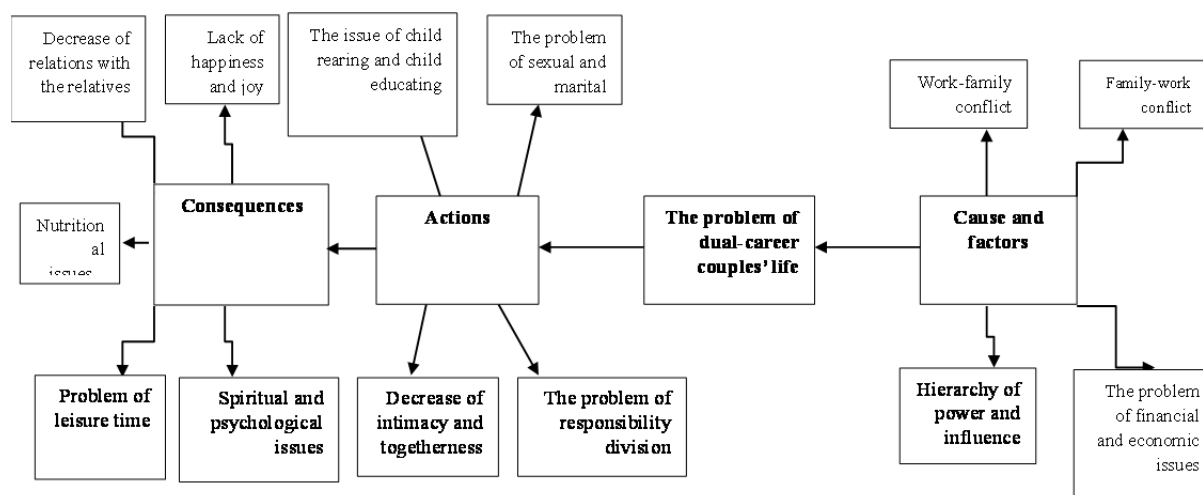 Decrease of
relations with
the relatives
Lack of
happiness
and joy
The issue of child
rearing and child
educating
The problem
of sexual and
marital
Work-family
conflict
Family-work
conflict
Nutrition
al
issues
Consequences
Actions
The problem of
dual-career
couples' life
Cause and
factors
Problem of
leisure time
Spiritual and
psychological
issues
Decrease of
intimacy and
togetherness
The problem of
responsibility
division
Hierarchy of
power and
influence
The problem
of financial
and economic
issues